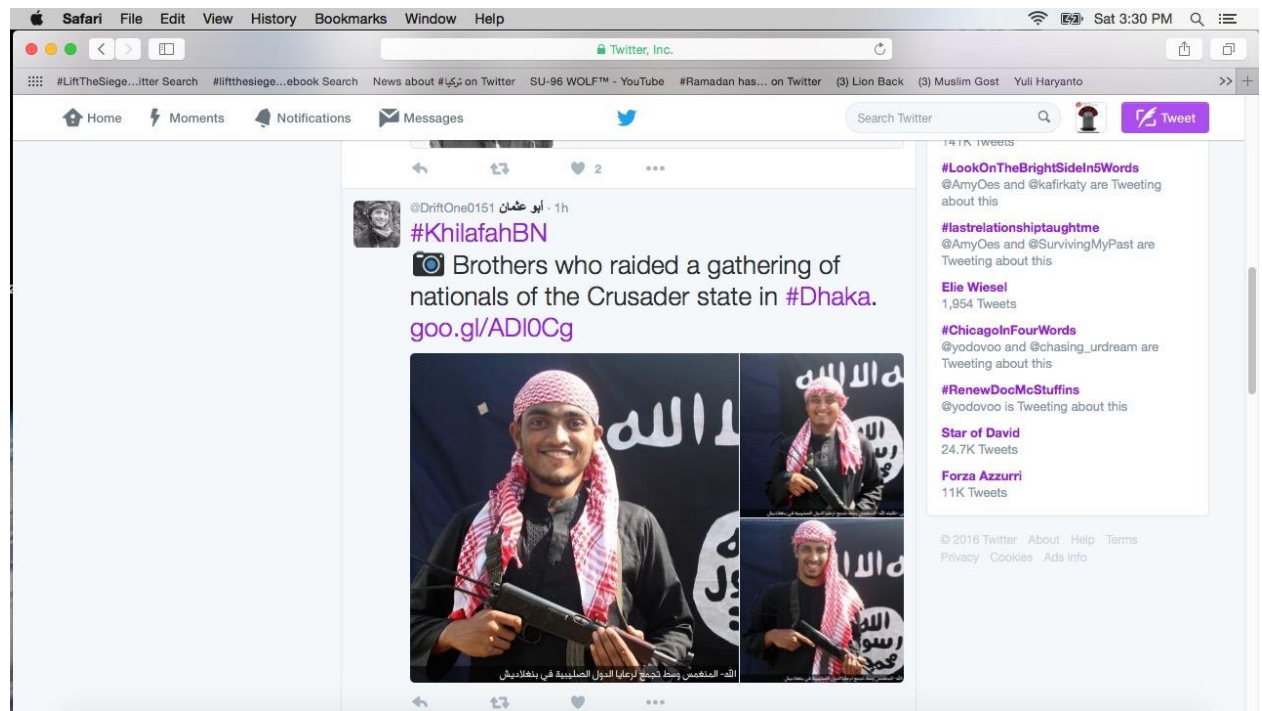 Safari File Edit View History Bookmarks Window Help
Sat 3:30 PM
Twitter, Inc.
#LiftTheSiege...itter Search #liftthesiege...ebook Search News about #تركيا on Twitter SU-96 WOLF™ - YouTube #Ramadan has... on Twitter (3) Lion Back (3) Muslim Gost Yuli Haryanto >> +
Home Moments Notifications Messages Search Twitter Tweet
2
@DriftOne0151 أبو عثمان · 1h
#KhilafahBN
Brothers who raided a gathering of
nationals of the Crusader state in #Dhaka.
goo.gl/ADl0Cg
الله
رسول
الله- المنغمس وسط تجمع لرعايا الدول الصليبية في بنغلاديش
141K Tweets
#LookOnTheBrightSideIn5Words
@AmyOes and @kafirkaty are Tweeting
about this
#lastrelationshiptaughtme
@AmyOes and @SurvivingMyPast are
Tweeting about this
Elie Wiesel
1,954 Tweets
#ChicagoInFourWords
@yodovoo and @chasing_urdream are
Tweeting about this
#RenewDocMcStuffins
@yodovoo is Tweeting about this
Star of David
24.7K Tweets
Forza Azzurri
11K Tweets
© 2016 Twitter About Help Terms
Privacy Cookies Ads info